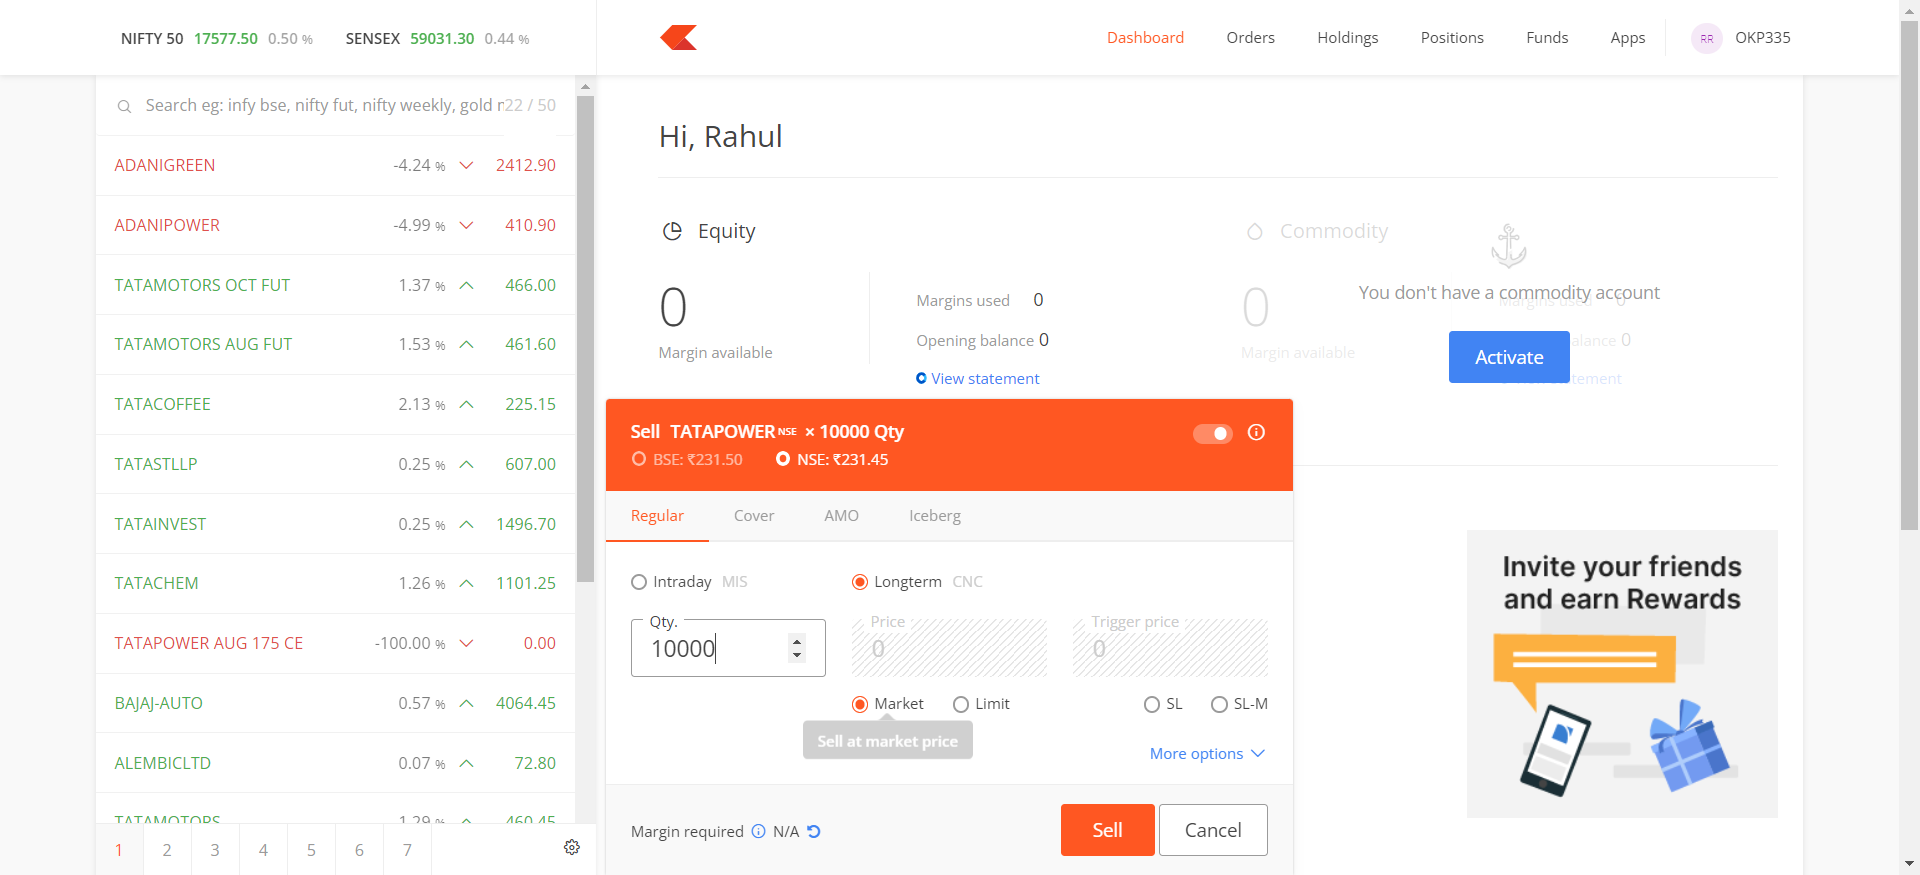 NIFTY 50 17577.50 0.50 % SENSEX 59031.30 0.44 %
Dashboard Orders Holdings Positions Funds Apps RR OKP335
Search eg: infy bse, nifty fut, nifty weekly, gold 22 / 50
ADANIGREEN -4.24 % 2412.90
ADANIPOWER -4.99 % 410.90
TATAMOTORS OCT FUT 1.37 % 466.00
TATAMOTORS AUG FUT 1.53 % 461.60
TATACOFFEE 2.13 % 225.15
TATASTLLP 0.25 % 607.00
TATAINVEST 0.25 % 1496.70
TATACHEM 1.26 % 1101.25
TATAPOWER AUG 175 CE -100.00 % 0.00
BAJAJ-AUTO 0.57 % 4064.45
ALEMBICLTD 0.07 % 72.80
TATAMOTORS 1.29 % 460.45
1 2 3 4 5 6 7
Hi, Rahul
Equity
0
Margin available
Margins used 0
Opening balance 0
View statement
Commodity
0
Margin available
You don't have a commodity account
Margins used 0
alance 0
Activate
tement
Sell TATAPOWER NSE × 10000 Qty
BSE: ₹231.50 NSE: ₹231.45
Regular Cover AMO Iceberg
Intraday MIS Longterm CNC
Qty. Price Trigger price
10000 0 0
Market Limit SL SL-M
Sell at market price
More options
Margin required N/A Sell Cancel
Invite your friends
and earn Rewards